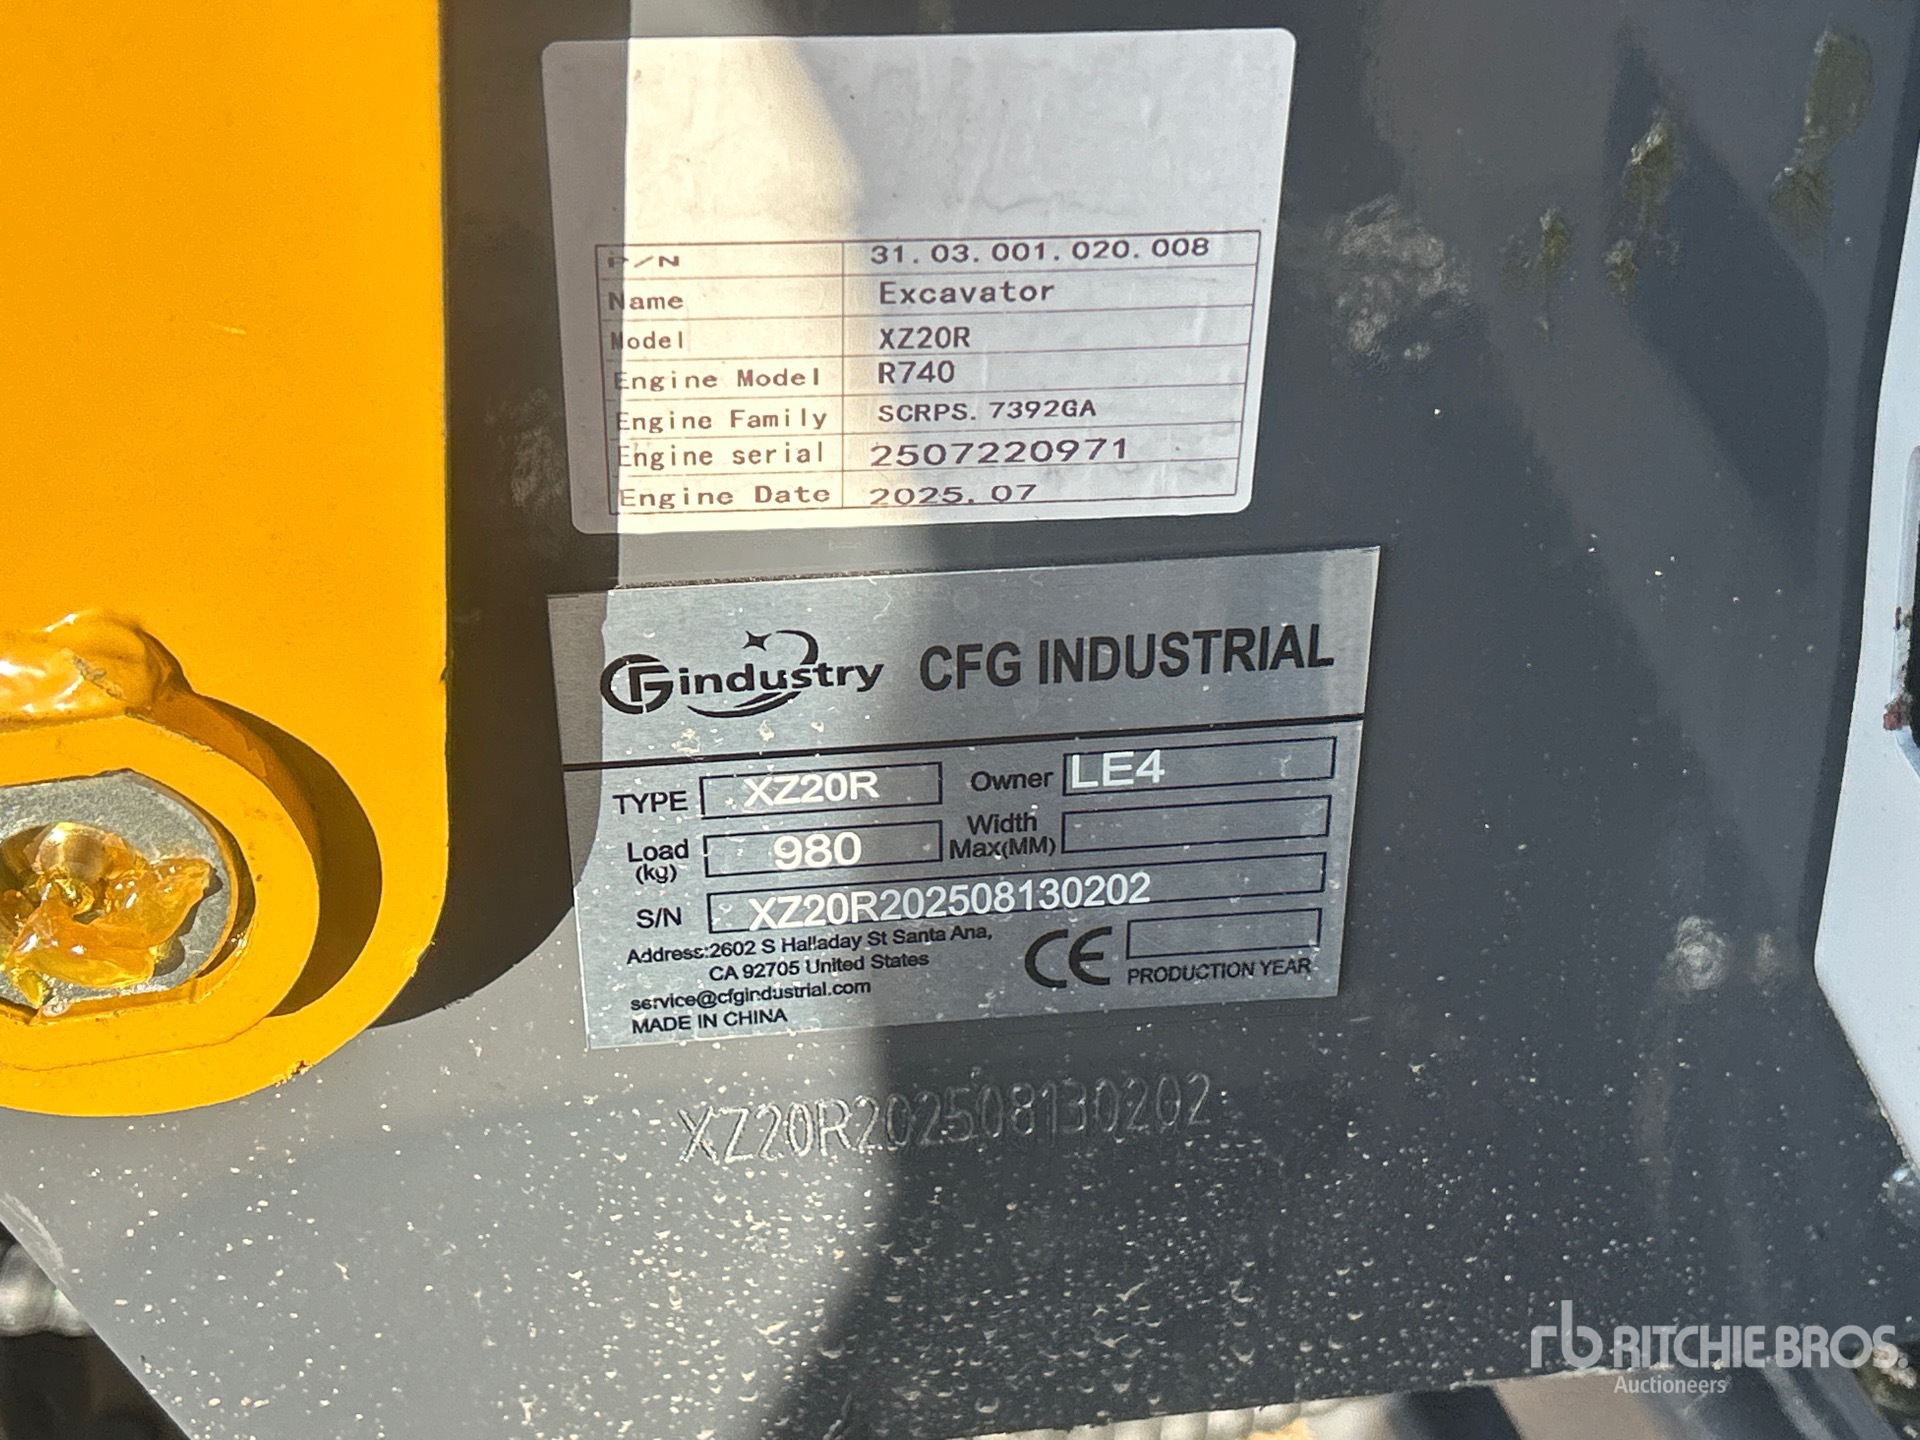 P/N 31.03.001.020.008
Name Excavator
Model XZ20R
Engine Model R740
Engine Family SCRPS.7392GA
Engine serial 2507220971
Engine Date 2025.07
GFindustry CFG INDUSTRIAL
TYPE XZ20R Owner LE4
Load (kg) 980 Width Max(MM)
S/N XZ20R202508130202
Address:2602 S Halladay St Santa Ana,
CA 92705 United States
service@cfgindustrial.com
MADE IN CHINA
CE PRODUCTION YEAR
XZ20R202508130202
rb RITCHIE BROS.
Auctioneers